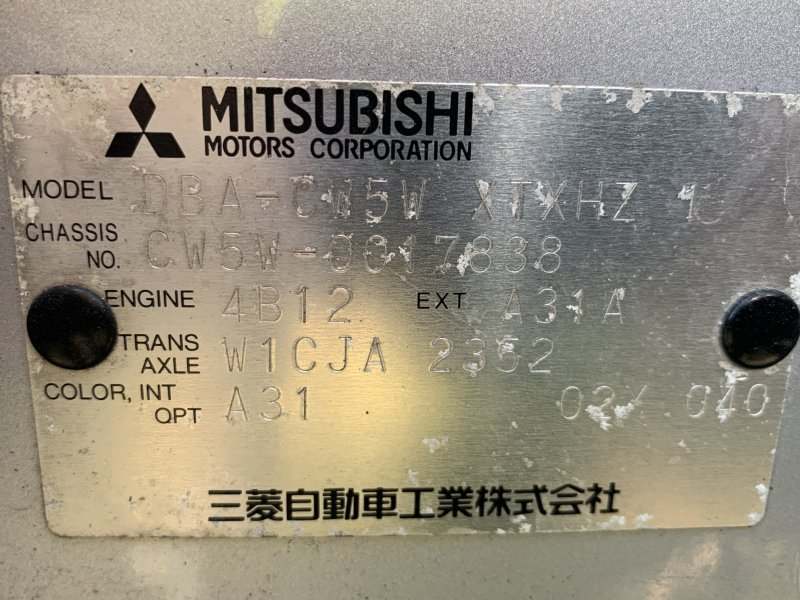 MITSUBISHI
MOTORS CORPORATION
MODEL DBA-CW5W XTXHZ
CHASSIS NO. CW5W-0017838
ENGINE 4B12 EXT A31A
TRANS AXLE W1CJA 2352
COLOR, INT OPT A31 02/ 040
三菱自動車工業株式会社